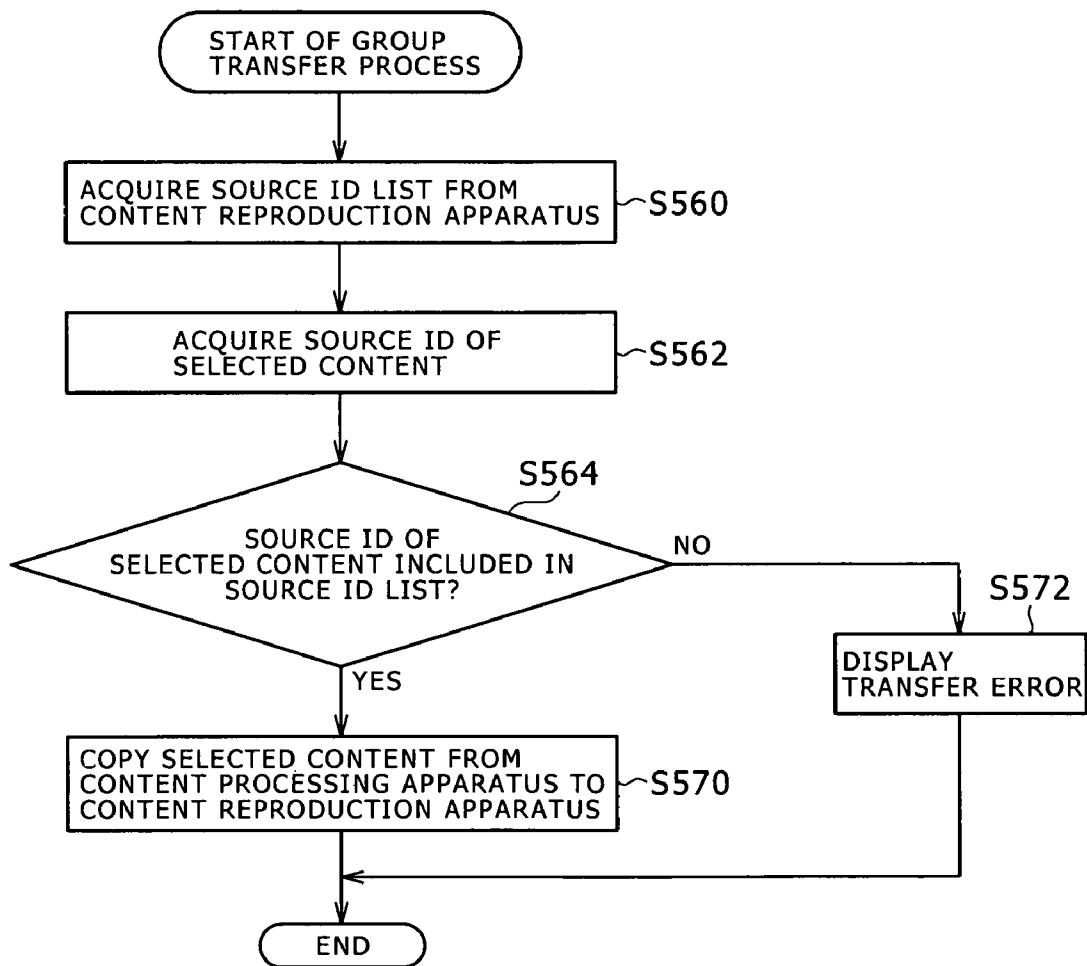 START OF GROUP
TRANSFER PROCESS
ACQUIRE SOURCE ID LIST FROM
CONTENT REPRODUCTION APPARATUS
S560
ACQUIRE SOURCE ID OF
SELECTED CONTENT
S562
S564
SOURCE ID OF
SELECTED CONTENT INCLUDED IN
SOURCE ID LIST?
NO
S572
DISPLAY
TRANSFER ERROR
YES
COPY SELECTED CONTENT FROM
CONTENT PROCESSING APPARATUS TO
CONTENT REPRODUCTION APPARATUS
S570
END